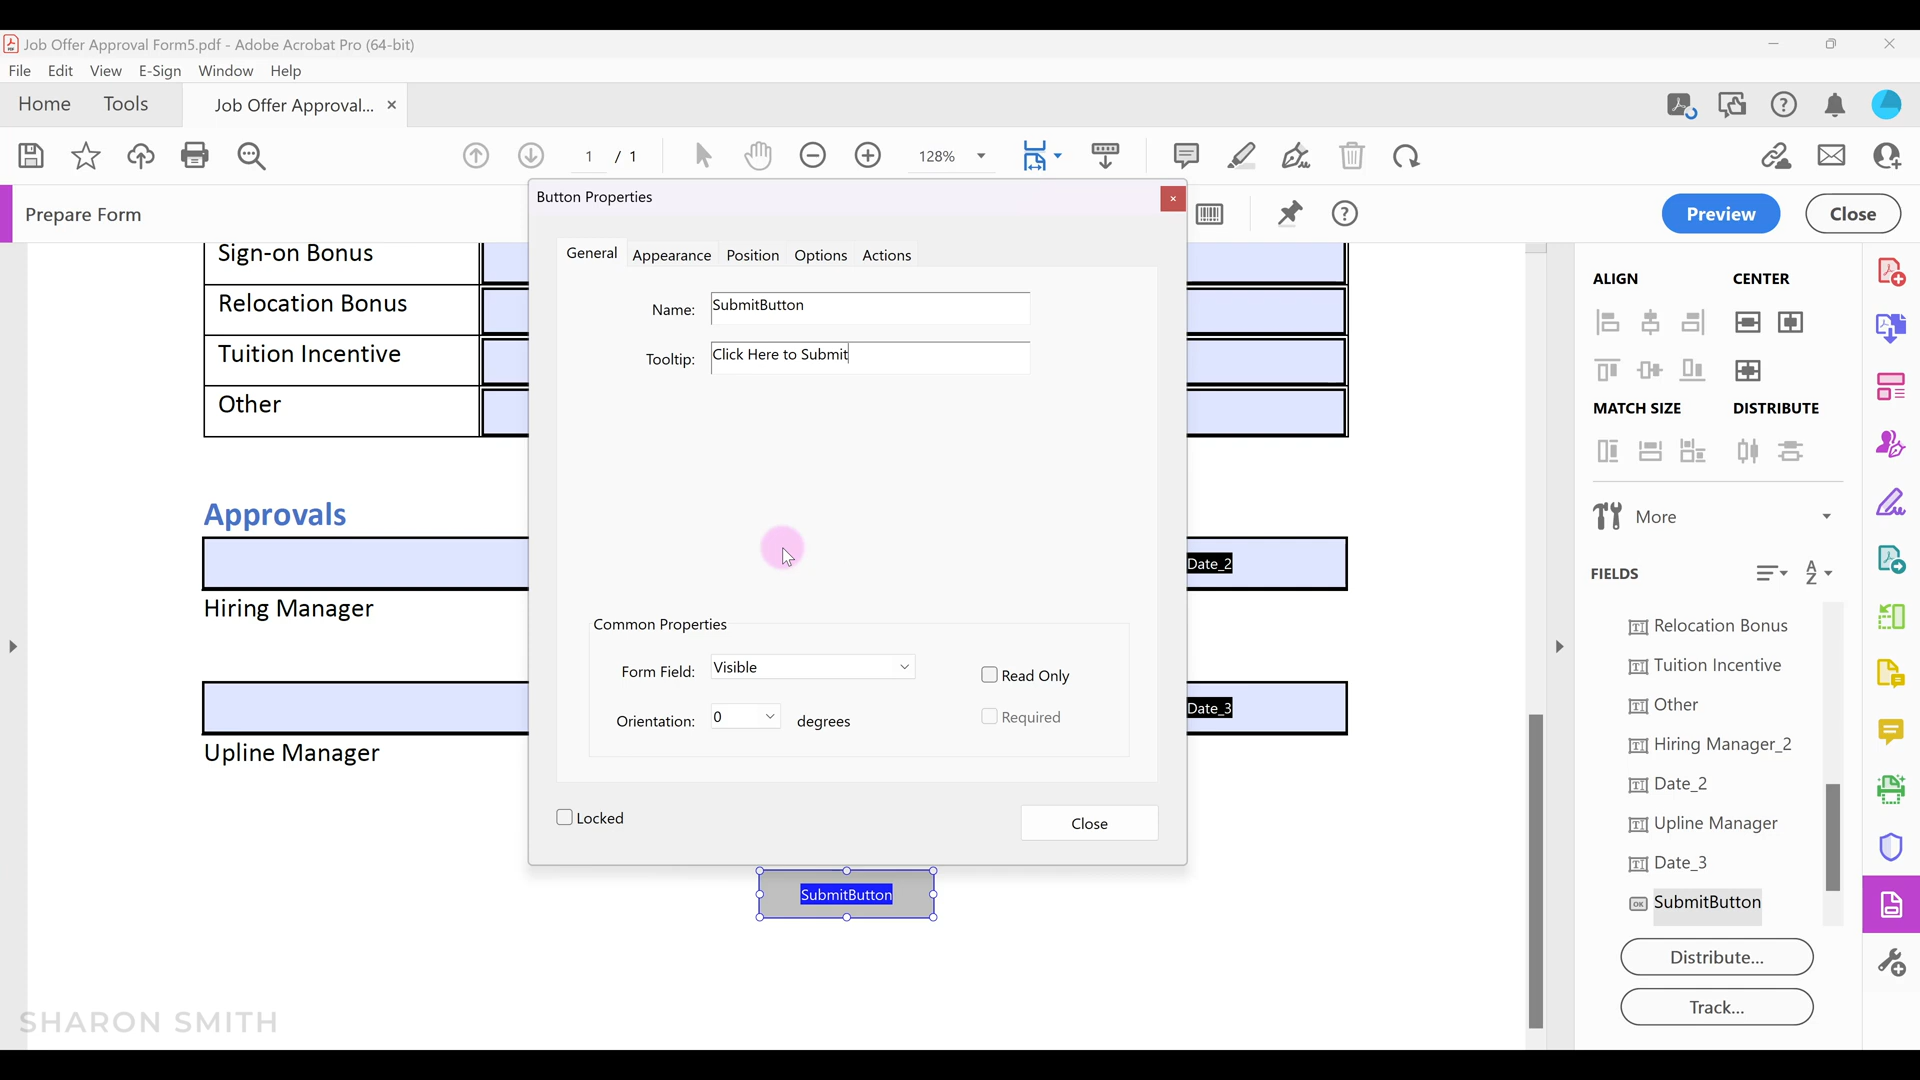 Job Offer Approval Form5.pdf - Adobe Acrobat Pro (64-bit)
File Edit View E-Sign Window Help
Home Tools Job Offer Approval... ×
1 / 1 128%
Prepare Form
Preview Close
Button Properties
General Appearance Position Options Actions
Name: SubmitButton
Tooltip: Click Here to Submit
Common Properties
Form Field: Visible
Read Only
Orientation: 0 degrees
Required
Locked
Close
Sign-on Bonus
Relocation Bonus
Tuition Incentive
Other
Approvals
Date_2
Hiring Manager
Date_3
Upline Manager
SubmitButton
SHARON SMITH
ALIGN CENTER
MATCH SIZE DISTRIBUTE
More
FIELDS
Relocation Bonus
Tuition Incentive
Other
Hiring Manager_2
Date_2
Upline Manager
Date_3
OK SubmitButton
Distribute...
Track...